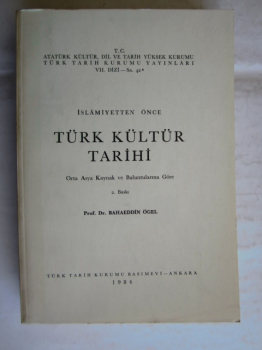 T. C.
ATATÜRK KÜLTÜR, DİL VE TARİH YÜKSEK KURUMU
TÜRK TARİH KURUMU YAYINLARI
VII. DİZİ — Sa. 42ᵃ
İSLÂMİYETTEN ÖNCE
TÜRK KÜLTÜR
TARİHİ
Orta Asya Kaynak ve Buluntularına Göre
2. Baskı
Prof. Dr. BAHAEDDİN ÖGEL
TÜRK TARİH KURUMU BASIMEVİ — ANKARA
1984